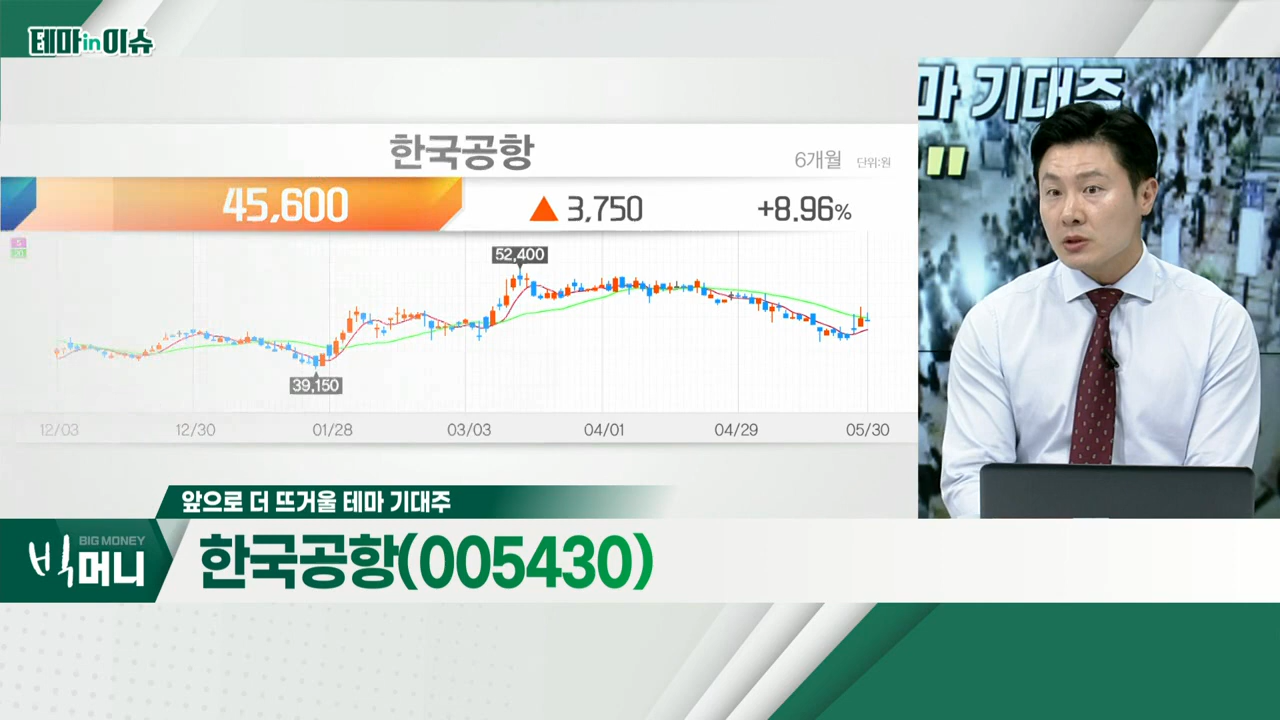 테마in이슈
마 기대주
"
한국공항
6개월 단위:원
45,600 ▲ 3,750 +8.96%
5
20
52,400
39,150
12/03 12/30 01/28 03/03 04/01 04/29 05/30
앞으로 더 뜨거울 테마 기대주
BIG MONEY
빅머니
한국공항(005430)